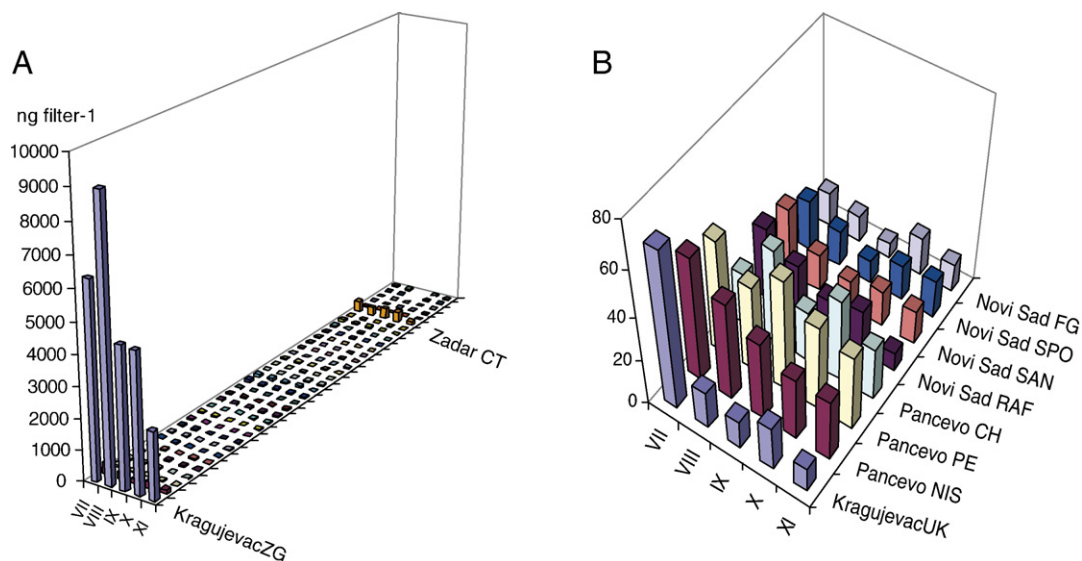 A
ng filter-1
10000
9000
8000
7000
6000
5000
4000
3000
2000
1000
0
VII
VIII
IX
X
XI
KragujevacZG
Zadar CT
B
80
60
40
20
0
VII
VIII
IX
X
XI
Novi Sad FG
Novi Sad SPO
Novi Sad SAN
Novi Sad RAF
Pancevo CH
Pancevo PE
Pancevo NIS
KragujevacUK